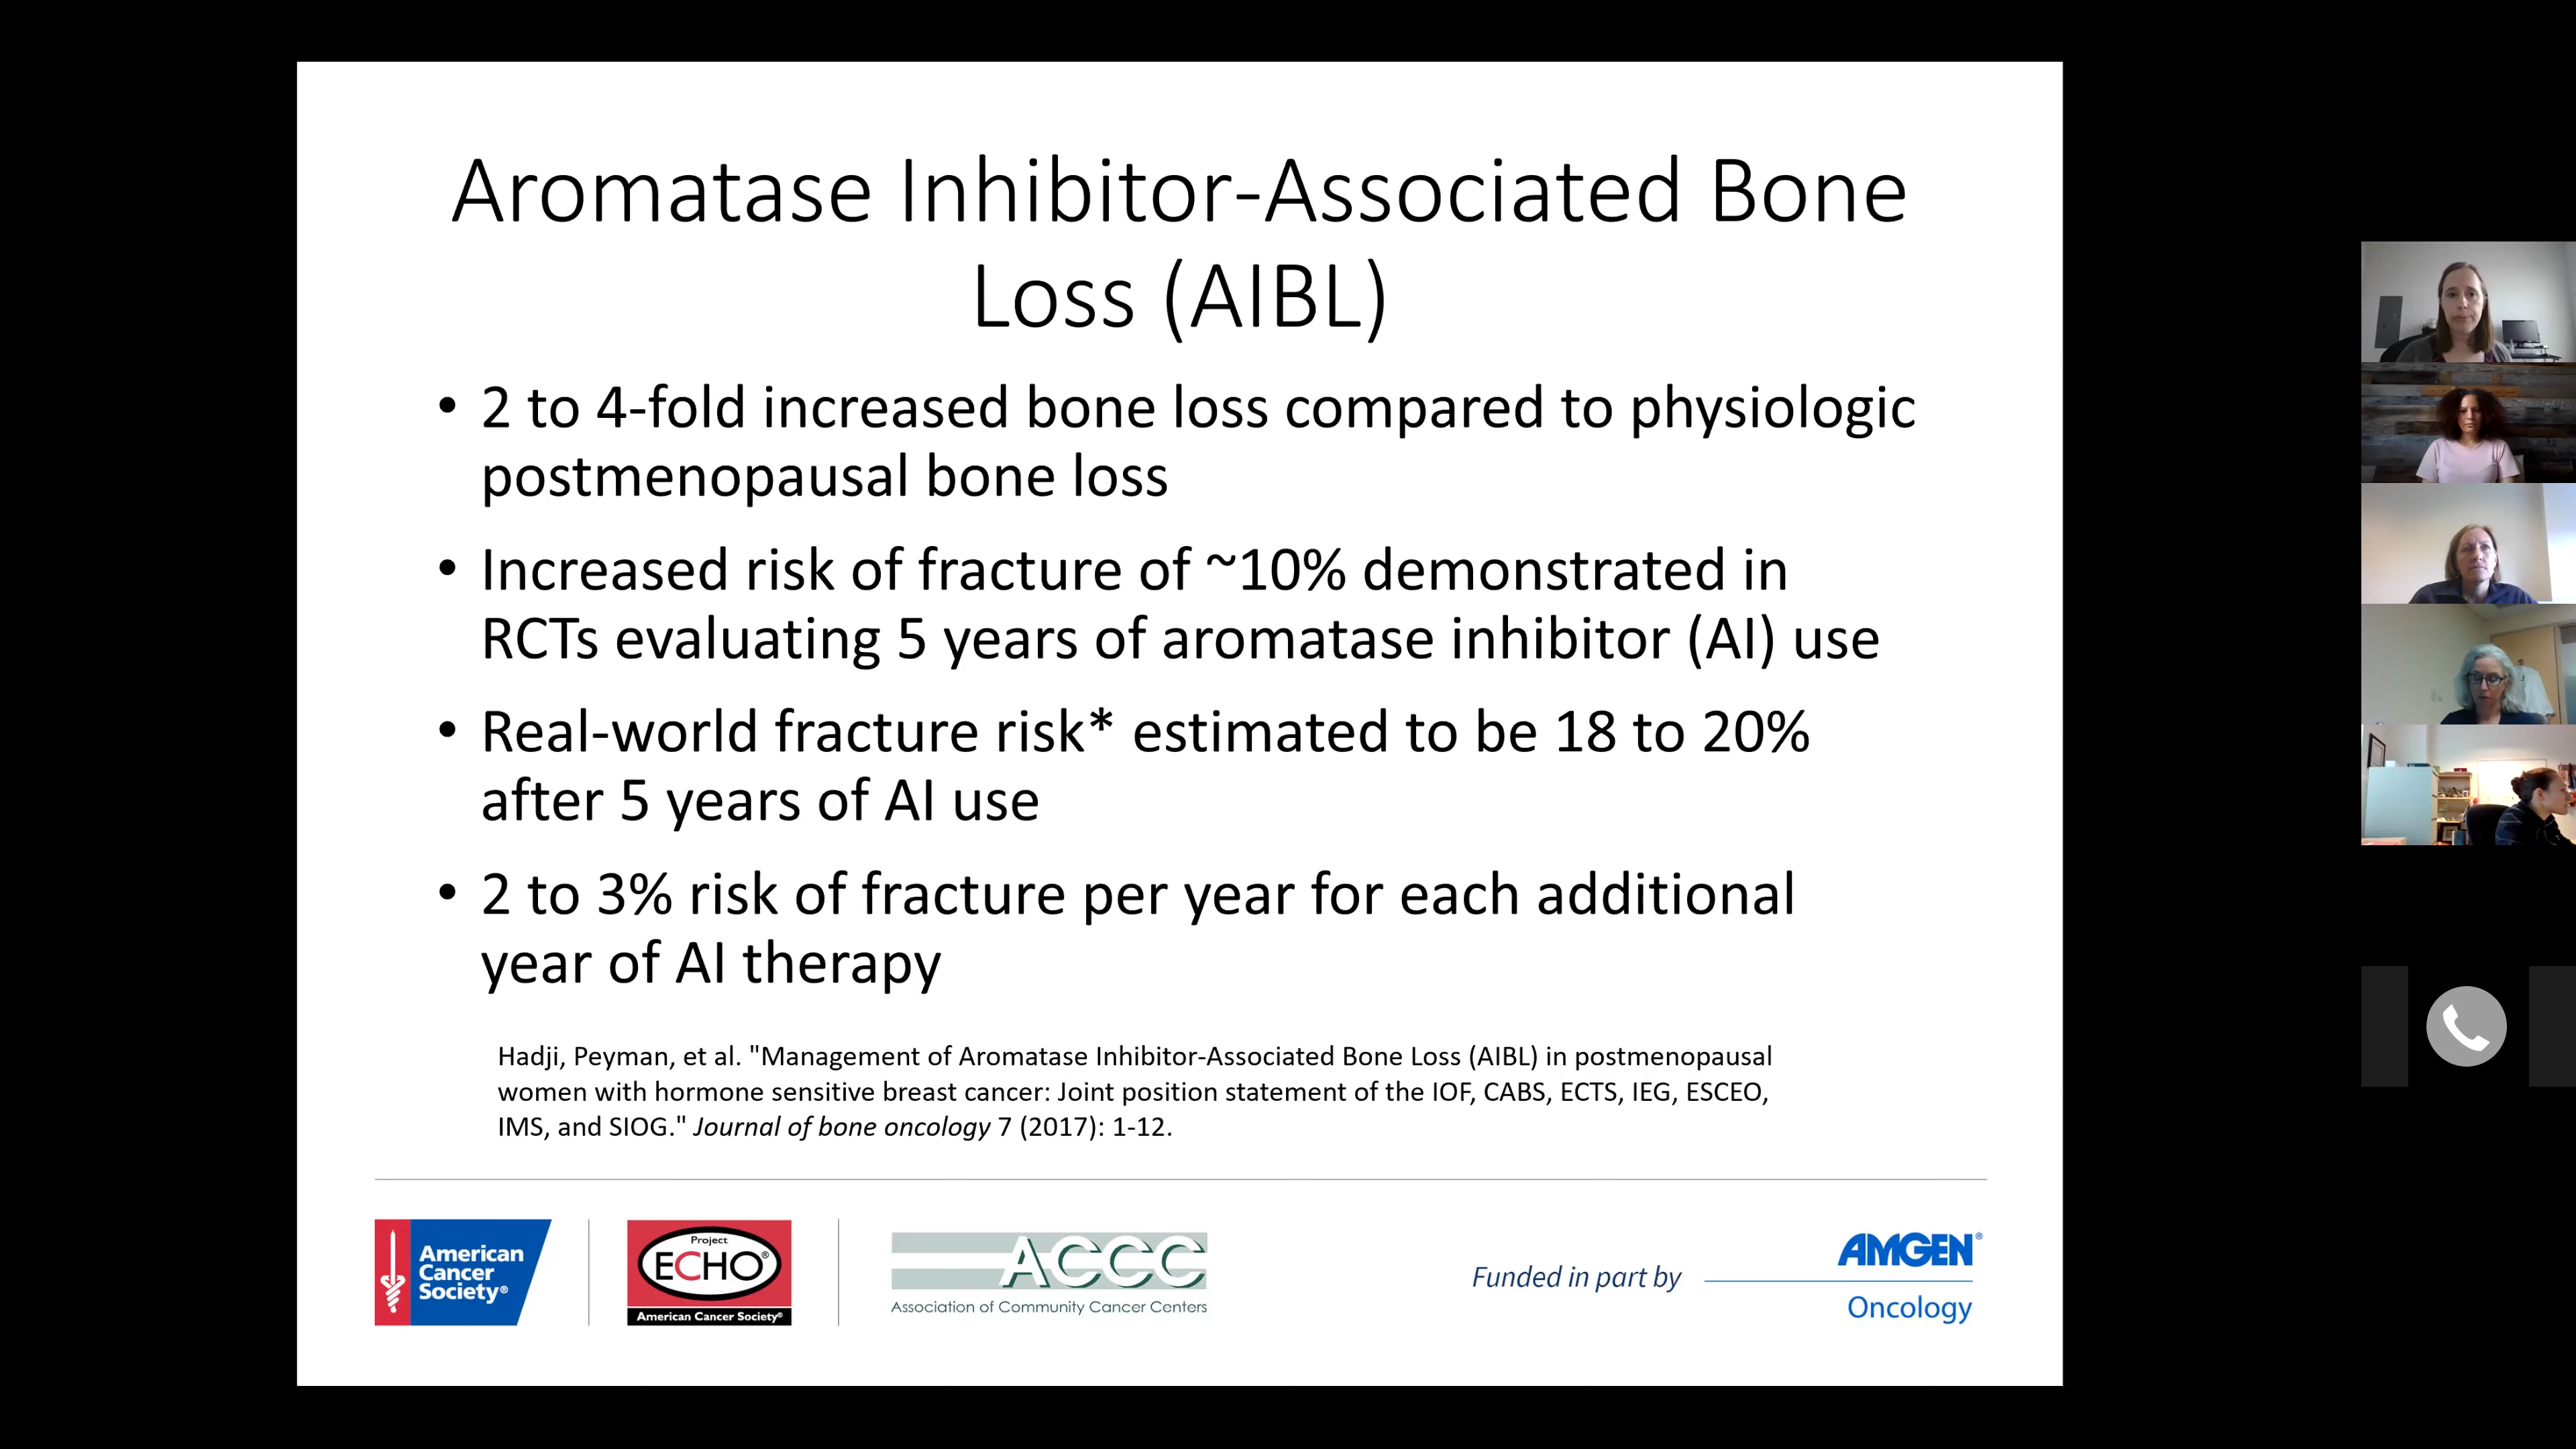 Aromatase Inhibitor-Associated Bone
Loss (AIBL)
• 2 to 4-fold increased bone loss compared to physiologic
postmenopausal bone loss
• Increased risk of fracture of ~10% demonstrated in
RCTs evaluating 5 years of aromatase inhibitor (AI) use
• Real-world fracture risk* estimated to be 18 to 20%
after 5 years of AI use
• 2 to 3% risk of fracture per year for each additional
year of AI therapy
Hadji, Peyman, et al. "Management of Aromatase Inhibitor-Associated Bone Loss (AIBL) in postmenopausal
women with hormone sensitive breast cancer: Joint position statement of the IOF, CABS, ECTS, IEG, ESCEO,
IMS, and SIOG." Journal of bone oncology 7 (2017): 1-12.
American
Cancer
Society®
Project
ECHO®
American Cancer Society®
ACCC
Association of Community Cancer Centers
Funded in part by
AMGEN®
Oncology